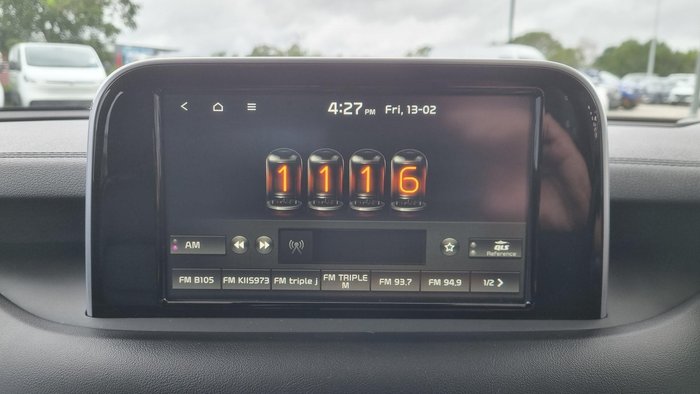 4:27 PM Fri, 13-02
1116
AM
QLS
Reference
FM B105 FM KIIS973 FM triple j FM TRIPLE M FM 93.7 FM 94.9 1/2